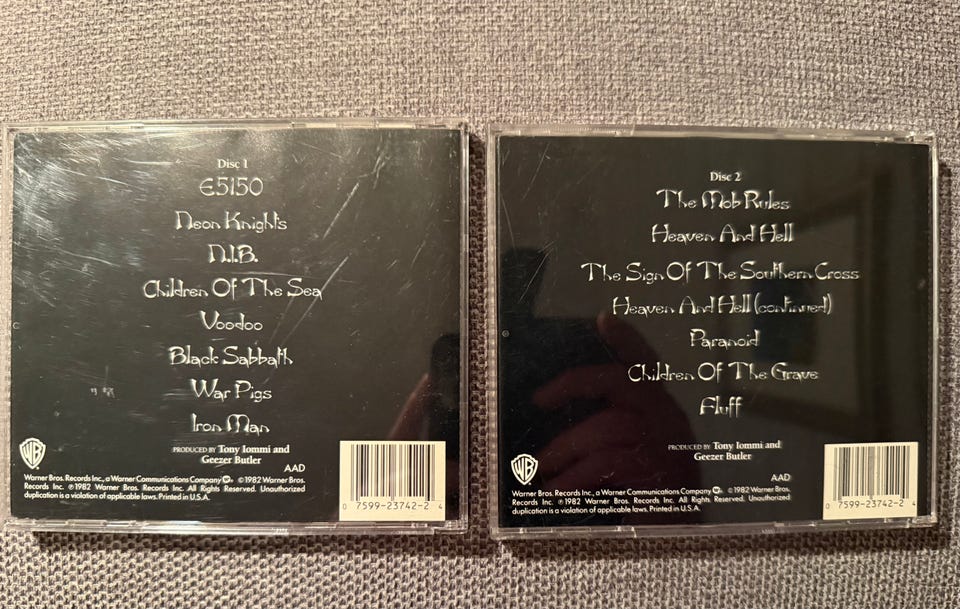 Disc 1
E5150
Neon Knights
N.I.B.
Children Of The Sea
Voodoo
Black Sabbath
War Pigs
Iron Man
PRODUCED BY Tony Iommi and
Geezer Butler
AAD
WB
Warner Bros. Records Inc., a Warner Communications Company W. ©1982 Warner Bros.
Records Inc. ℗1982 Warner Bros. Records Inc. All Rights Reserved. Unauthorized
duplication is a violation of applicable laws. Printed in U.S.A.
0 7599-23742-2 4
Disc 2
The Mob Rules
Heaven And Hell
The Sign Of The Southern Cross
Heaven And Hell (continued)
Paranoid
Children Of The Grave
Fluff
PRODUCED BY Tony Iommi and
Geezer Butler
AAD
WB
Warner Bros. Records Inc., a Warner Communications Company W. ©1982 Warner Bros.
Records Inc. ℗1982 Warner Bros. Records Inc. All Rights Reserved. Unauthorized
duplication is a violation of applicable laws. Printed in U.S.A.
0 7599-23742-2 4